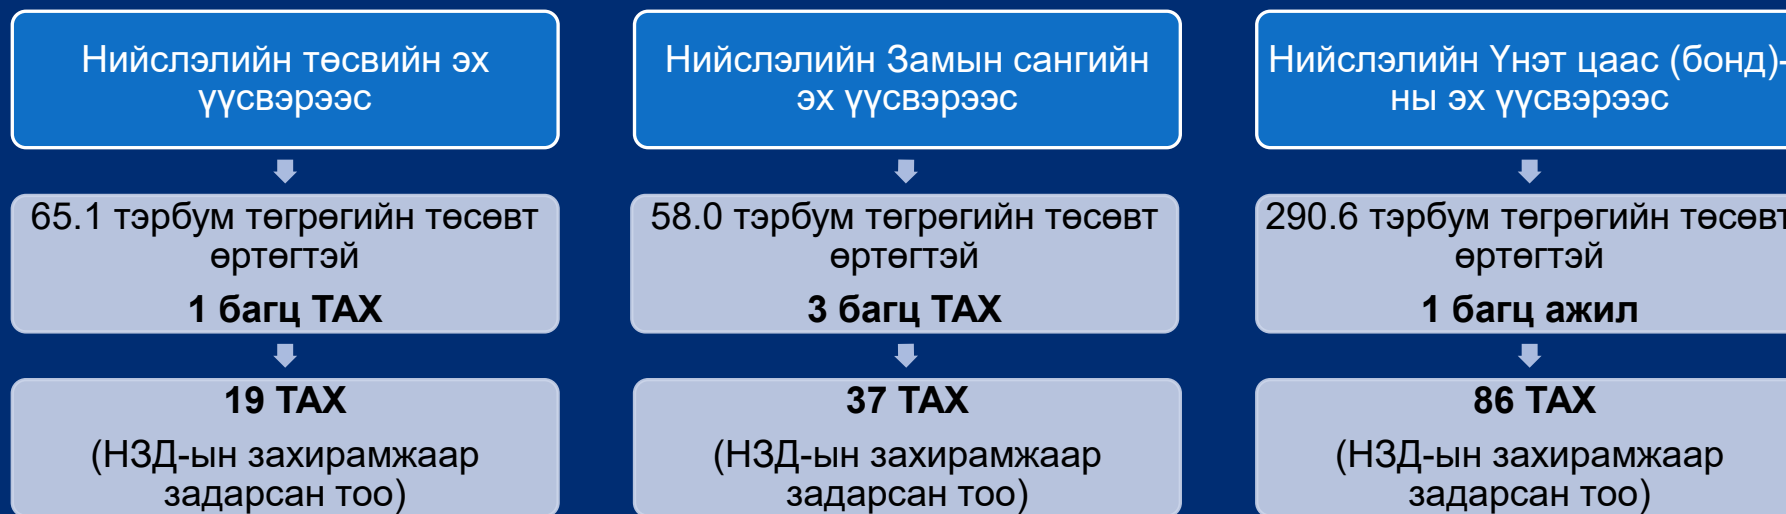 Нийслэлийн төсвийн эх
үүсвэрээс
65.1 тэрбум төгрөгийн төсөвт
өртөгтэй
1 багц ТАХ
19 ТАХ
(НЗД-ын захирамжаар
задарсан тоо)
Нийслэлийн Замын сангийн
эх үүсвэрээс
58.0 тэрбум төгрөгийн төсөвт
өртөгтэй
3 багц ТАХ
37 ТАХ
(НЗД-ын захирамжаар
задарсан тоо)
Нийслэлийн Үнэт цаас (бонд)-
ны эх үүсвэрээс
290.6 тэрбум төгрөгийн төсөвт
өртөгтэй
1 багц ажил
86 ТАХ
(НЗД-ын захирамжаар
задарсан тоо)